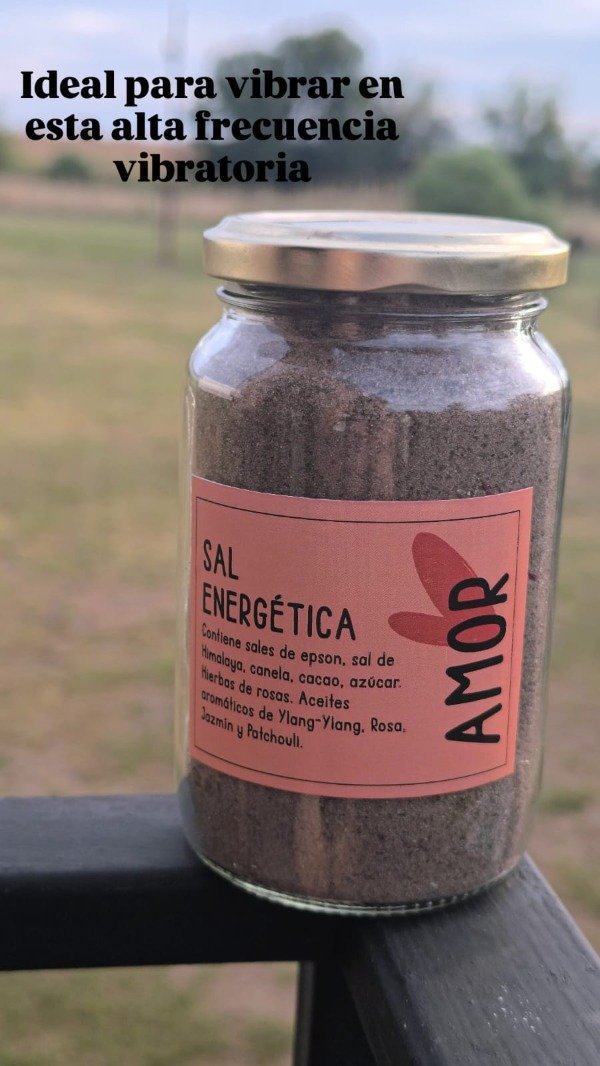 Ideal para vibrar en
esta alta frecuencia
vibratoria
SAL
ENERGÉTICA
Contiene sales de epson, sal de
Himalaya, canela, cacao, azúcar.
Hierbas de rosas. Aceites
aromáticos de Ylang-Ylang, Rosa,
Jazmín y Patchouli.
AMOR